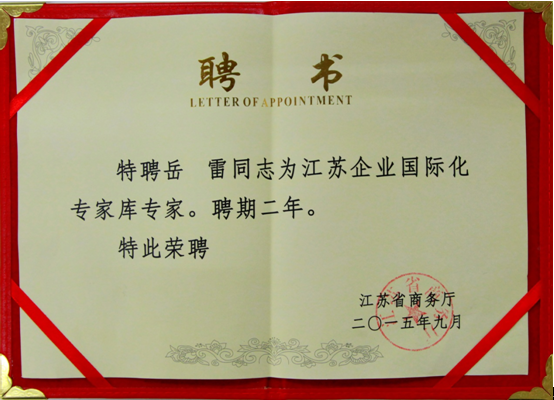 聘 书
LETTER OF APPOINTMENT
特聘岳 雷同志为江苏企业国际化
专家库专家。聘期二年。
特此荣聘
江苏省商务厅
二〇一五年九月